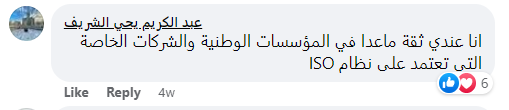 عبد الكريم يحي الشريف
انا عندي ثقة ماعدا في المؤسسات الوطنية والشركات الخاصة
التي تعتمد على نظام ISO
6
Like Reply 4w